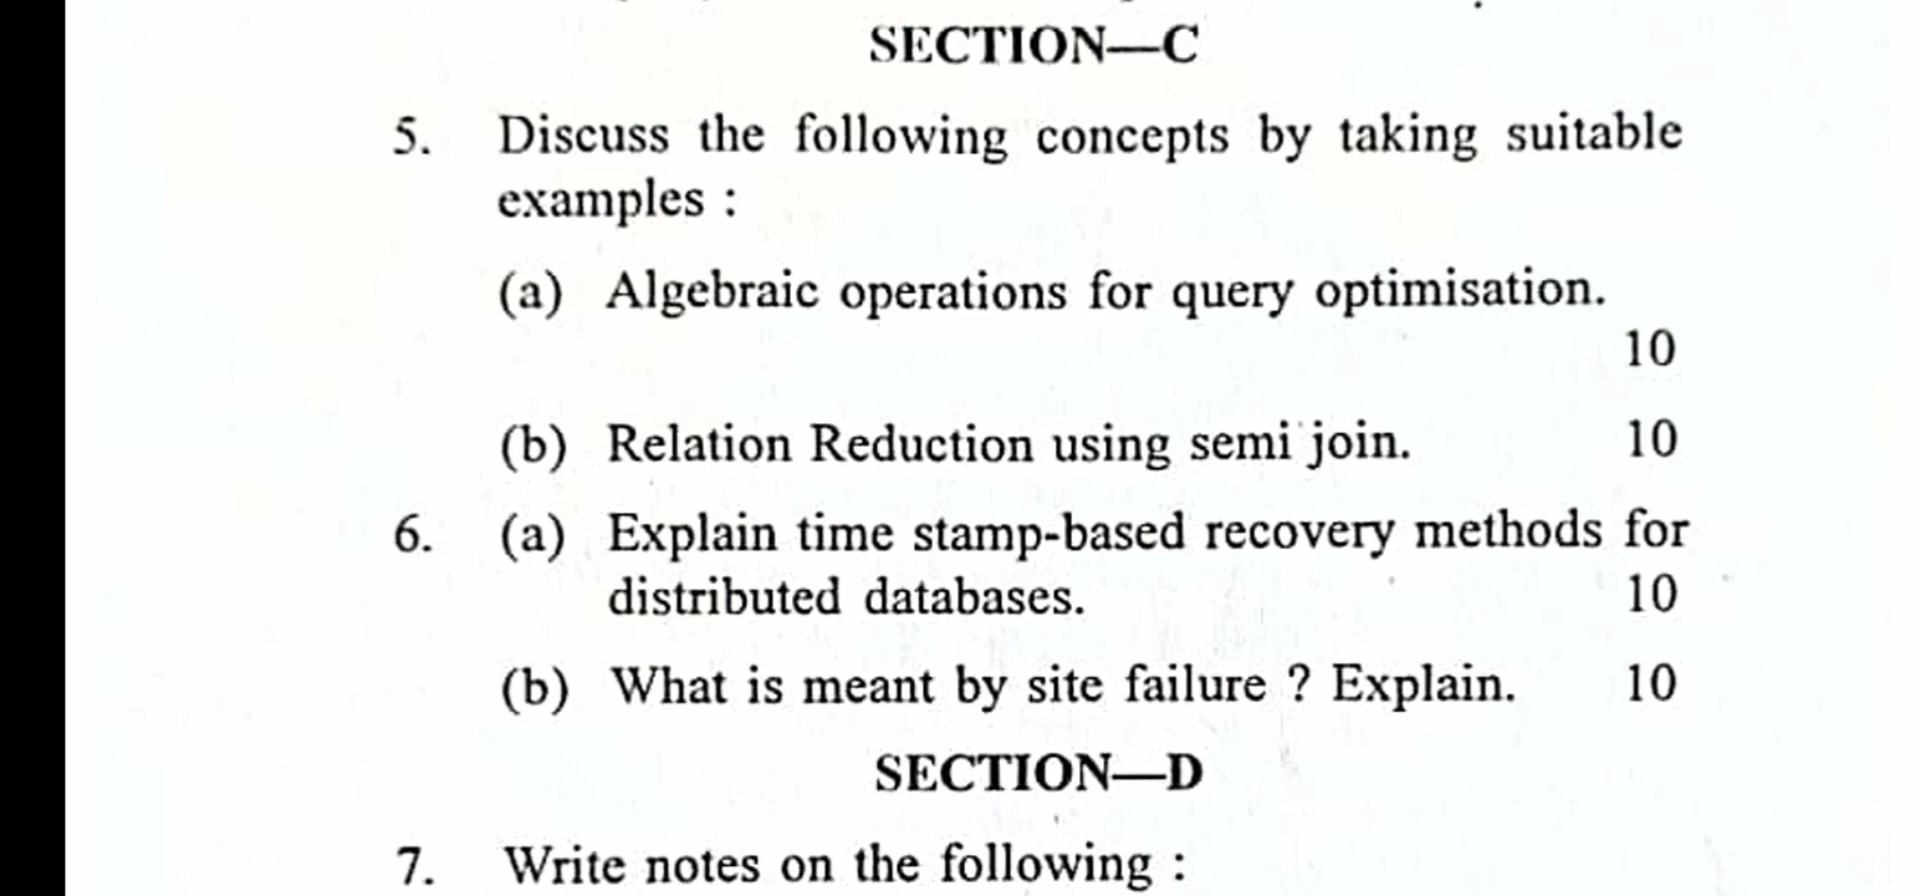 SECTION—C
5. Discuss the following concepts by taking suitable
examples :
(a) Algebraic operations for query optimisation.
10
(b) Relation Reduction using semi join. 10
6. (a) Explain time stamp-based recovery methods for
distributed databases. 10
(b) What is meant by site failure ? Explain. 10
SECTION—D
7. Write notes on the following :